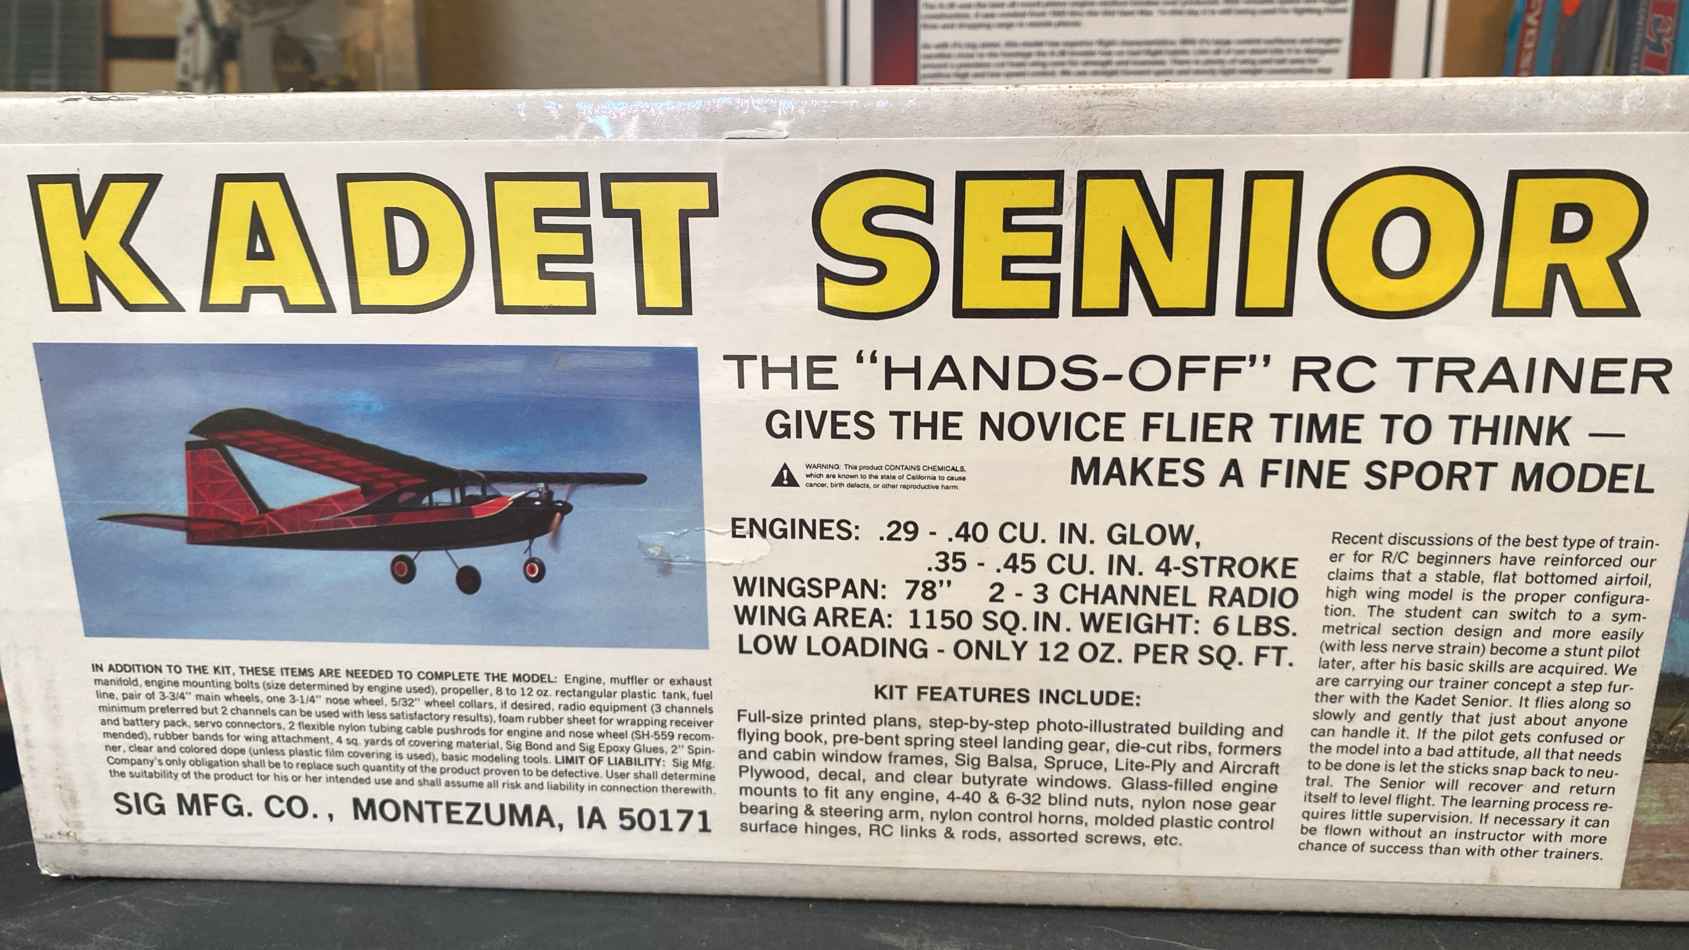 KADET SENIOR
THE “HANDS-OFF” RC TRAINER
GIVES THE NOVICE FLIER TIME TO THINK —
MAKES A FINE SPORT MODEL
WARNING: This product CONTAINS CHEMICALS,
which are known to the state of California to cause
cancer, birth defects, or other reproductive harm.
ENGINES: .29 - .40 CU. IN. GLOW,
.35 - .45 CU. IN. 4-STROKE
WINGSPAN: 78” 2 - 3 CHANNEL RADIO
WING AREA: 1150 SQ. IN. WEIGHT: 6 LBS.
LOW LOADING - ONLY 12 OZ. PER SQ. FT.
KIT FEATURES INCLUDE:
Full-size printed plans, step-by-step photo-illustrated building and
flying book, pre-bent spring steel landing gear, die-cut ribs, formers
and cabin window frames, Sig Balsa, Spruce, Lite-Ply and Aircraft
Plywood, decal, and clear butyrate windows. Glass-filled engine
mounts to fit any engine, 4-40 & 6-32 blind nuts, nylon nose gear
bearing & steering arm, nylon control horns, molded plastic control
surface hinges, RC links & rods, assorted screws, etc.
Recent discussions of the best type of train-
er for R/C beginners have reinforced our
claims that a stable, flat bottomed airfoil,
high wing model is the proper configura-
tion. The student can switch to a sym-
metrical section design and more easily
(with less nerve strain) become a stunt pilot
later, after his basic skills are acquired. We
are carrying our trainer concept a step fur-
ther with the Kadet Senior. It flies along so
slowly and gently that just about anyone
can handle it. If the pilot gets confused or
the model into a bad attitude, all that needs
to be done is let the sticks snap back to neu-
tral. The Senior will recover and return
itself to level flight. The learning process re-
quires little supervision. If necessary it can
be flown without an instructor with more
chance of success than with other trainers.
IN ADDITION TO THE KIT, THESE ITEMS ARE NEEDED TO COMPLETE THE MODEL: Engine, muffler or exhaust
manifold, engine mounting bolts (size determined by engine used), propeller, 8 to 12 oz. rectangular plastic tank, fuel
line, pair of 3-3/4” main wheels, one 3-1/4” nose wheel, 5/32” wheel collars, if desired, radio equipment (3 channels
minimum preferred but 2 channels can be used with less satisfactory results), foam rubber sheet for wrapping receiver
and battery pack, servo connectors, 2 flexible nylon tubing cable pushrods for engine and nose wheel (SH-559 recom-
mended), rubber bands for wing attachment, 4 sq. yards of covering material, Sig Bond and Sig Epoxy Glues, 2” Spin-
ner, clear and colored dope (unless plastic film covering is used), basic modeling tools. LIMIT OF LIABILITY: Sig Mfg.
Company's only obligation shall be to replace such quantity of the product proven to be defective. User shall determine
the suitability of the product for his or her intended use and shall assume all risk and liability in connection therewith.
SIG MFG. CO., MONTEZUMA, IA 50171